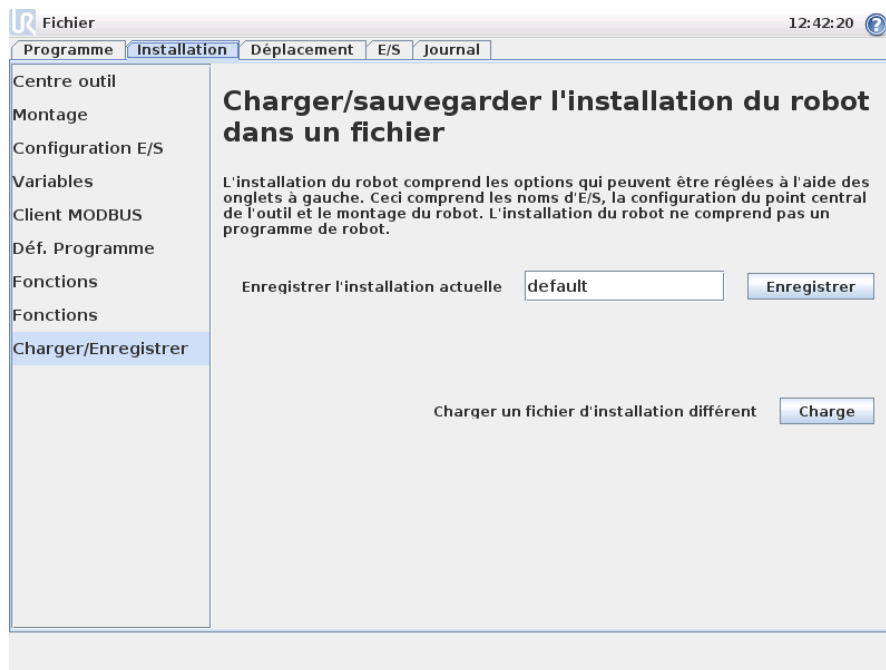 UR Fichier 12:42:20 ?
Programme Installation Déplacement E/S Journal
Centre outil
Montage
Configuration E/S
Variables
Client MODBUS
Déf. Programme
Fonctions
Fonctions
Charger/Enregistrer
Charger/sauvegarder l'installation du robot
dans un fichier
L'installation du robot comprend les options qui peuvent être réglées à l'aide des
onglets à gauche. Ceci comprend les noms d'E/S, la configuration du point central
de l'outil et le montage du robot. L'installation du robot ne comprend pas un
programme de robot.
Enregistrer l'installation actuelle default Enregistrer
Charger un fichier d'installation différent Charge